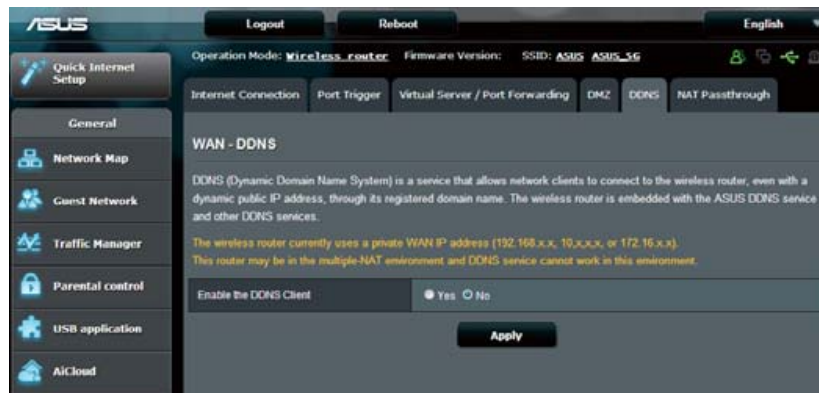 ASUS
Logout
Reboot
English
Quick Internet Setup
Operation Mode: Wireless router Firmware Version: SSID: ASUS ASUS_5G
Internet Connection
Port Trigger
Virtual Server / Port Forwarding
DMZ
DDNS
NAT Passthrough
General
Network Map
Guest Network
Traffic Manager
Parental control
USB application
AiCloud
WAN - DDNS
DDNS (Dynamic Domain Name System) is a service that allows network clients to connect to the wireless router, even with a
dynamic public IP address, through its registered domain name. The wireless router is embedded with the ASUS DDNS service
and other DDNS services.
The wireless router currently uses a private WAN IP address (192.168.x.x, 10,x,x,x, or 172.16.x.x).
This router may be in the multiple-NAT environment and DDNS service cannot work in this environment.
Enable the DDNS Client
Yes No
Apply